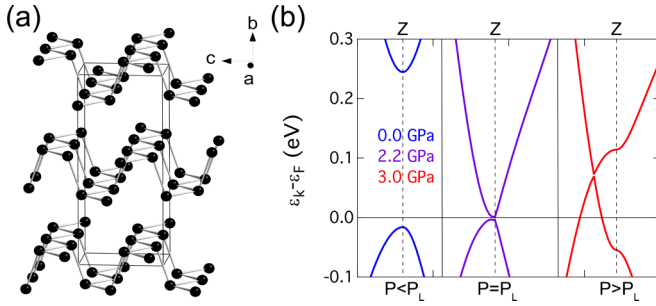 (a)
b
c
a
(b)
Z
Z
Z
0.3
0.2
0.1
0.0
-0.1
εk-εF (eV)
0.0 GPa
2.2 GPa
3.0 GPa
P<PL
P=PL
P>PL